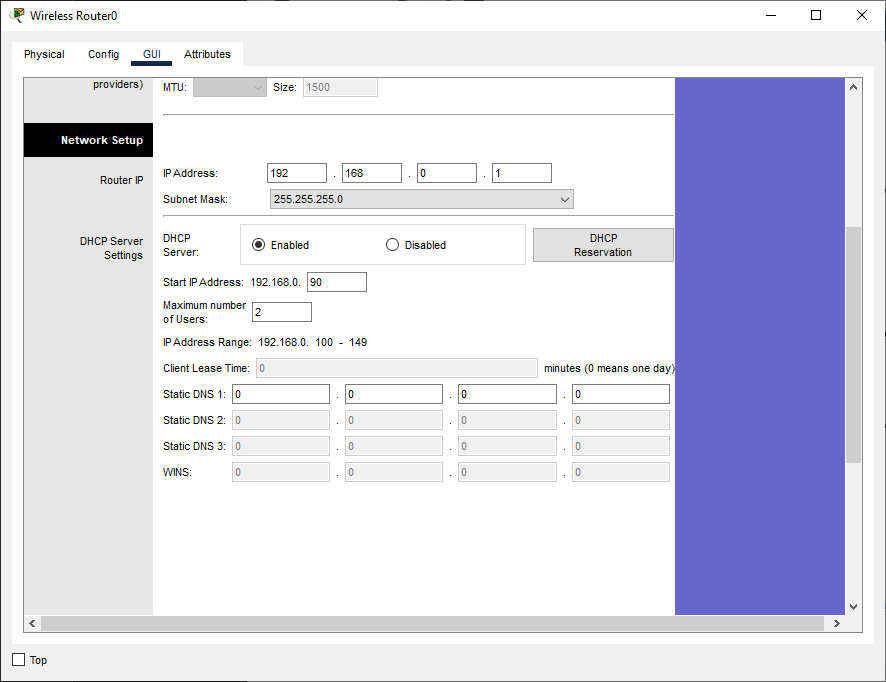 Wireless Router0
Physical Config GUI Attributes
providers)
MTU: Size: 1500
Network Setup
Router IP
IP Address: 192 . 168 . 0 . 1
Subnet Mask: 255.255.255.0
DHCP Server
Settings
DHCP
Server:
Enabled Disabled
DHCP
Reservation
Start IP Address: 192.168.0. 90
Maximum number
of Users:
2
IP Address Range: 192.168.0. 100 - 149
Client Lease Time: 0 minutes (0 means one day)
Static DNS 1: 0 . 0 . 0 . 0
Static DNS 2: 0 . 0 . 0 . 0
Static DNS 3: 0 . 0 . 0 . 0
WINS: 0 . 0 . 0 . 0
Top